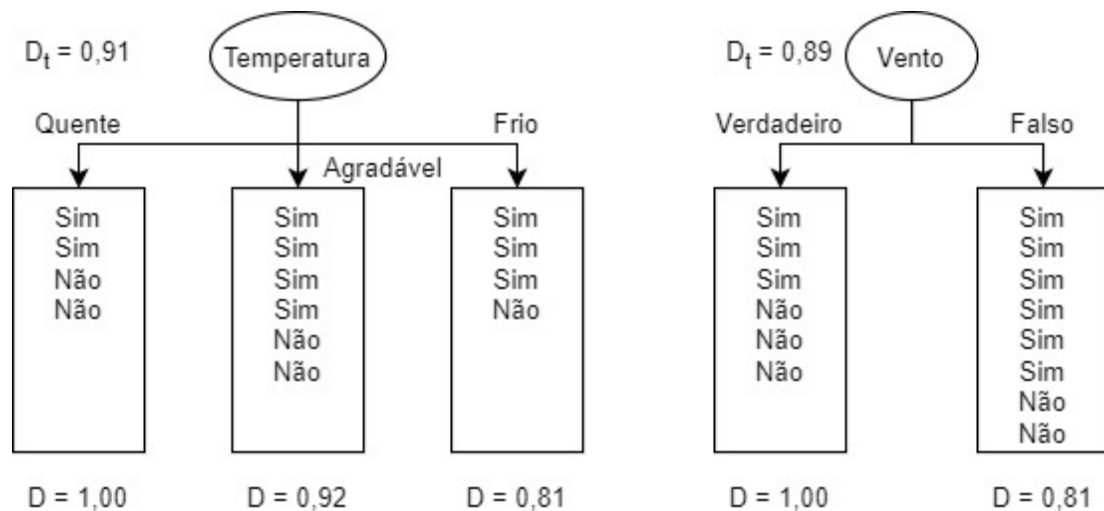 Dt = 0,91
Temperatura
Quente
Agradável
Frio
Sim
Sim
Não
Não
Sim
Sim
Sim
Sim
Não
Não
Sim
Sim
Sim
Não
D = 1,00
D = 0,92
D = 0,81
Dt = 0,89
Vento
Verdadeiro
Falso
Sim
Sim
Sim
Não
Não
Não
Sim
Sim
Sim
Sim
Sim
Sim
Não
Não
D = 1,00
D = 0,81